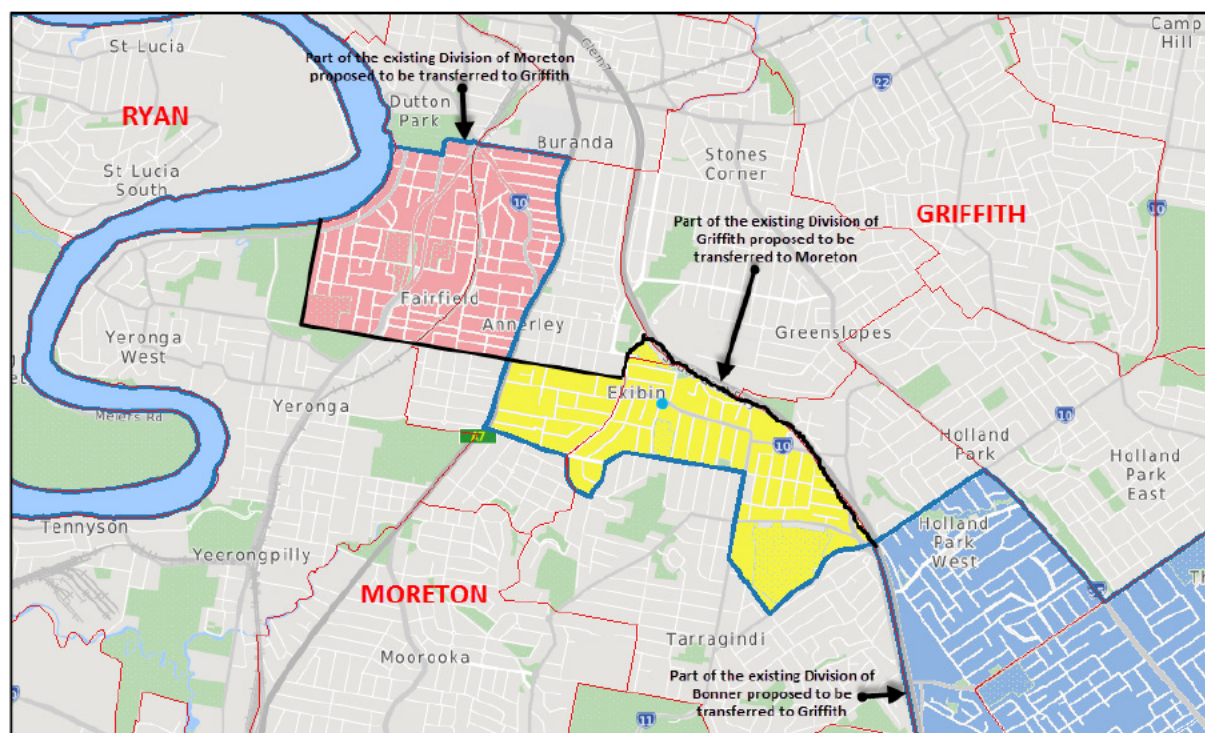 St Lucia
Part of the existing Division of Moreton
proposed to be transferred to Griffith
Camp
Hill
22
RYAN
Dutton
Park
Buranda
Stones
Corner
St Lucia
South
10
10
GRIFFITH
Part of the existing Division of
Griffith proposed to be
transferred to Moreton
Fairfield
Annerley
Greenslopes
Yeronga
West
Yeronga
Ekibin
Meiers Rd
10
10
Holland
Park
Holland
Park
East
Tennyson
Yeerongpilly
Holland
Park
West
MORETON
Tarragindi
Moorooka
Part of the existing Division of
Bonner proposed to be
transferred to Griffith
10
11